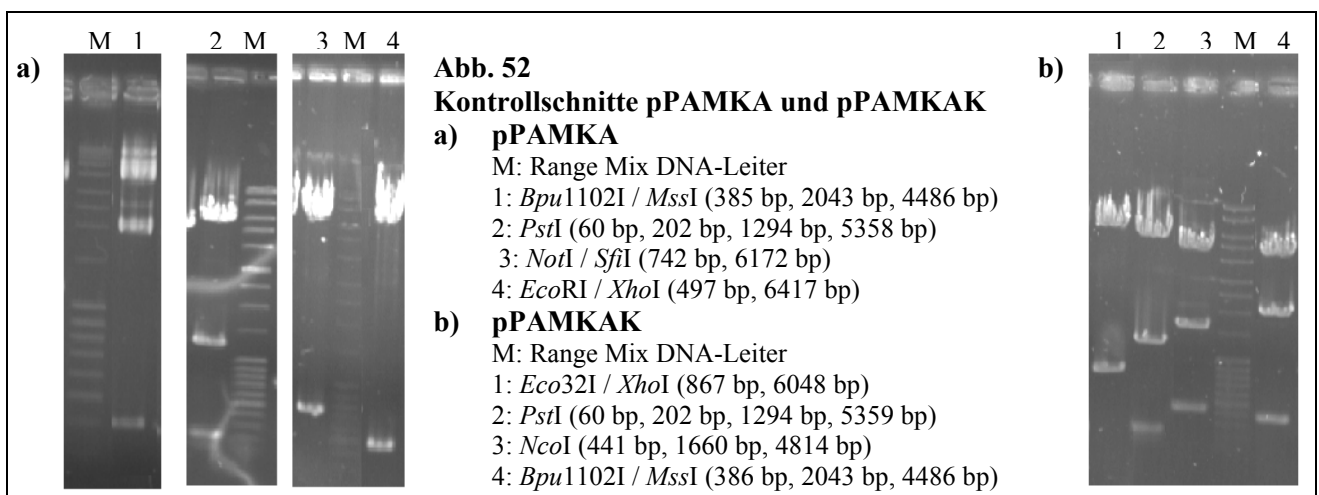 M 1 2 M 3 M 4
a)
Abb. 52
Kontrollschnitte pPAMKA und pPAMKAK
a) pPAMKA
M: Range Mix DNA-Leiter
1: Bpu1102I / MssI (385 bp, 2043 bp, 4486 bp)
2: PstI (60 bp, 202 bp, 1294 bp, 5358 bp)
3: NotI / SfiI (742 bp, 6172 bp)
4: EcoRI / XhoI (497 bp, 6417 bp)
b) pPAMKAK
M: Range Mix DNA-Leiter
1: Eco32I / XhoI (867 bp, 6048 bp)
2: PstI (60 bp, 202 bp, 1294 bp, 5359 bp)
3: NcoI (441 bp, 1660 bp, 4814 bp)
4: Bpu1102I / MssI (386 bp, 2043 bp, 4486 bp)
b)
1 2 3 M 4